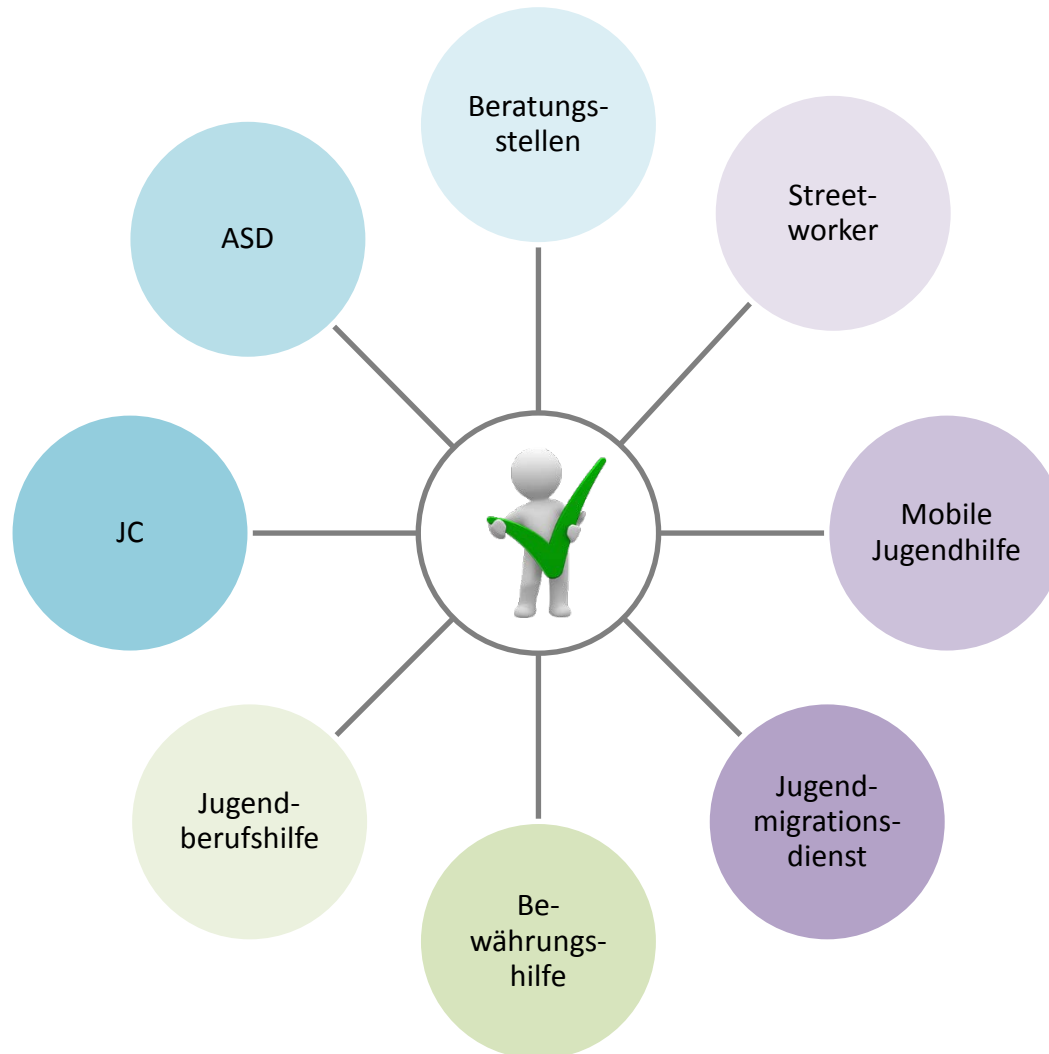 Beratungs-
stellen
Street-
worker
Mobile
Jugendhilfe
Jugend-
migrations-
dienst
Be-
währungs-
hilfe
Jugend-
berufshilfe
JC
ASD